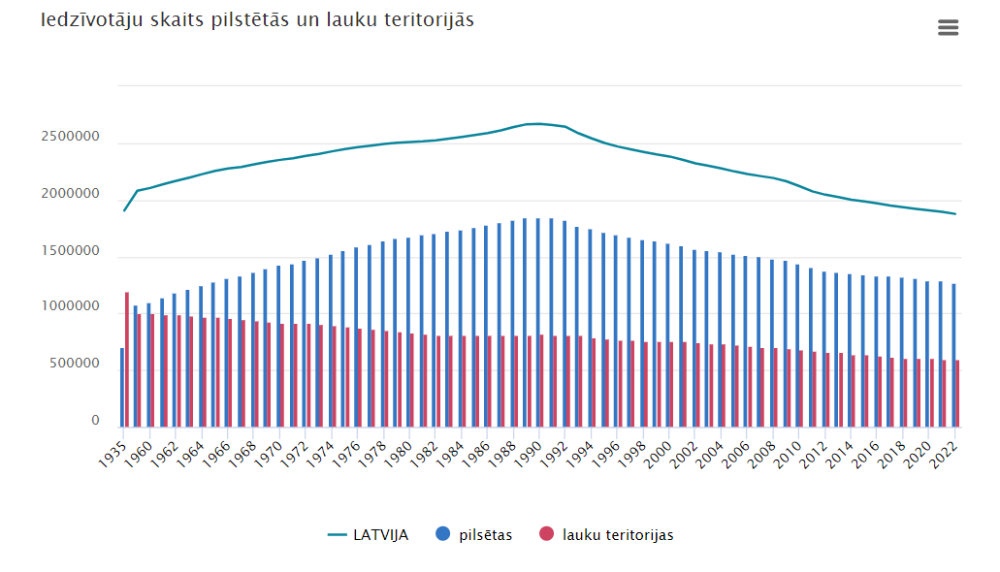 Iedzīvotāju skaits pilstētās un lauku teritorijās
2500000
2000000
1500000
1000000
500000
0
1935 1960 1962 1964 1966 1968 1970 1972 1974 1976 1978 1980 1982 1984 1986 1988 1990 1992 1994 1996 1998 2000 2002 2004 2006 2008 2010 2012 2014 2016 2018 2020 2022
LATVIJA pilsētas lauku teritorijas